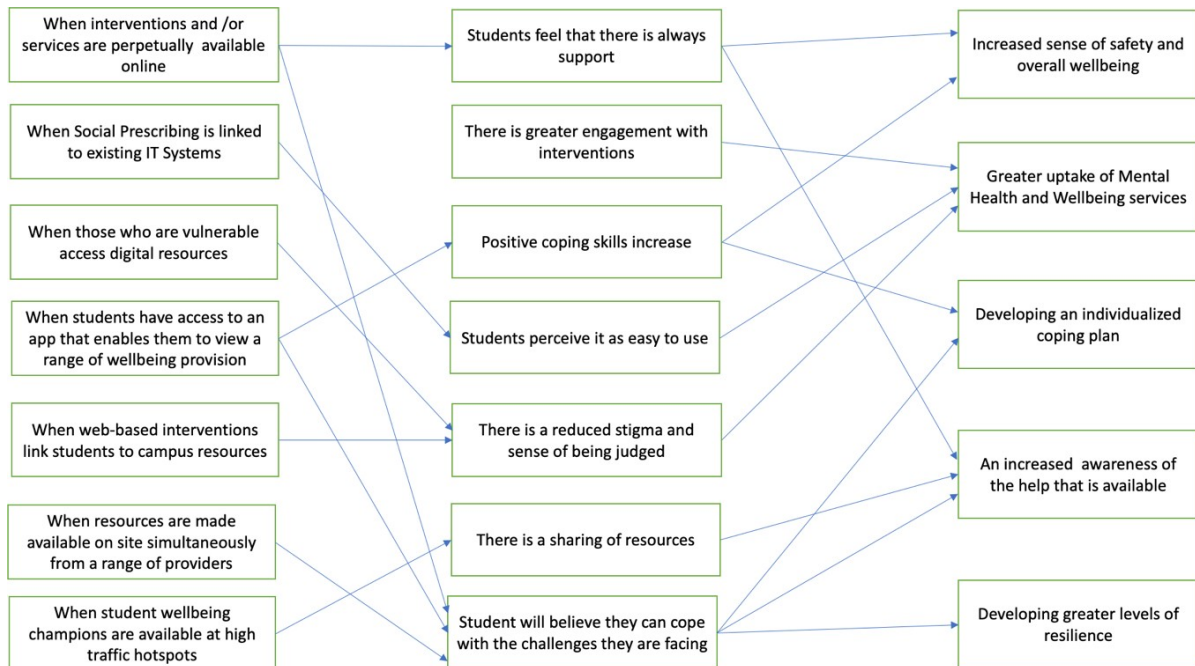 When interventions and /or
services are perpetually available
online
When Social Prescribing is linked
to existing IT Systems
When those who are vulnerable
access digital resources
When students have access to an
app that enables them to view a
range of wellbeing provision
When web-based interventions
link students to campus resources
When resources are made
available on site simultaneously
from a range of providers
When student wellbeing
champions are available at high
traffic hotspots
Students feel that there is always
support
There is greater engagement with
interventions
Positive coping skills increase
Students perceive it as easy to use
There is a reduced stigma and
sense of being judged
There is a sharing of resources
Student will believe they can cope
with the challenges they are facing
Increased sense of safety and
overall wellbeing
Greater uptake of Mental
Health and Wellbeing services
Developing an individualized
coping plan
An increased awareness of
the help that is available
Developing greater levels of
resilience